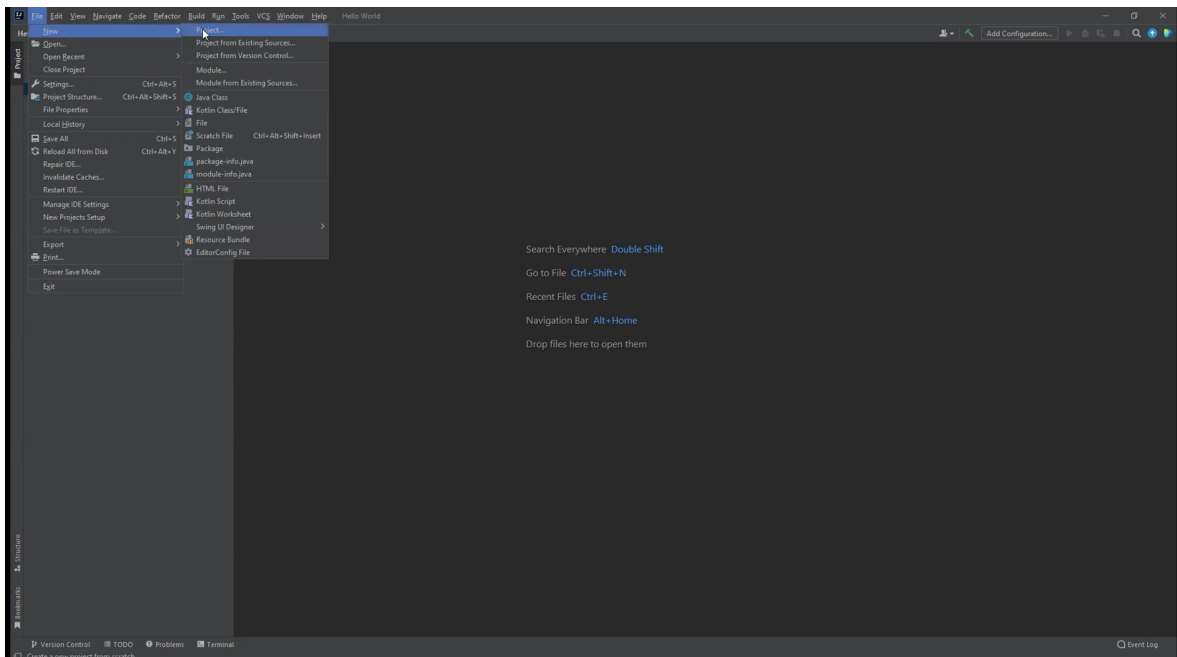 File Edit View Navigate Code Refactor Build Run Tools VCS Window Help Hello World
He
Add Configuration...
Project
New
Open...
Open Recent
Close Project
Settings... Ctrl+Alt+S
Project Structure... Ctrl+Alt+Shift+S
File Properties
Local History
Save All Ctrl+S
Reload All from Disk Ctrl+Alt+Y
Repair IDE...
Invalidate Caches...
Restart IDE...
Manage IDE Settings
New Projects Setup
Save File as Template...
Export
Print...
Power Save Mode
Exit
Project...
Project from Existing Sources...
Project from Version Control...
Module...
Module from Existing Sources...
Java Class
Kotlin Class/File
File
Scratch File Ctrl+Alt+Shift+Insert
Package
package-info.java
module-info.java
HTML File
Kotlin Script
Kotlin Worksheet
Swing UI Designer
Resource Bundle
EditorConfig File
Search Everywhere Double Shift
Go to File Ctrl+Shift+N
Recent Files Ctrl+E
Navigation Bar Alt+Home
Drop files here to open them
Structure
Bookmarks
Version Control TODO Problems Terminal Event Log
Create a new project from scratch